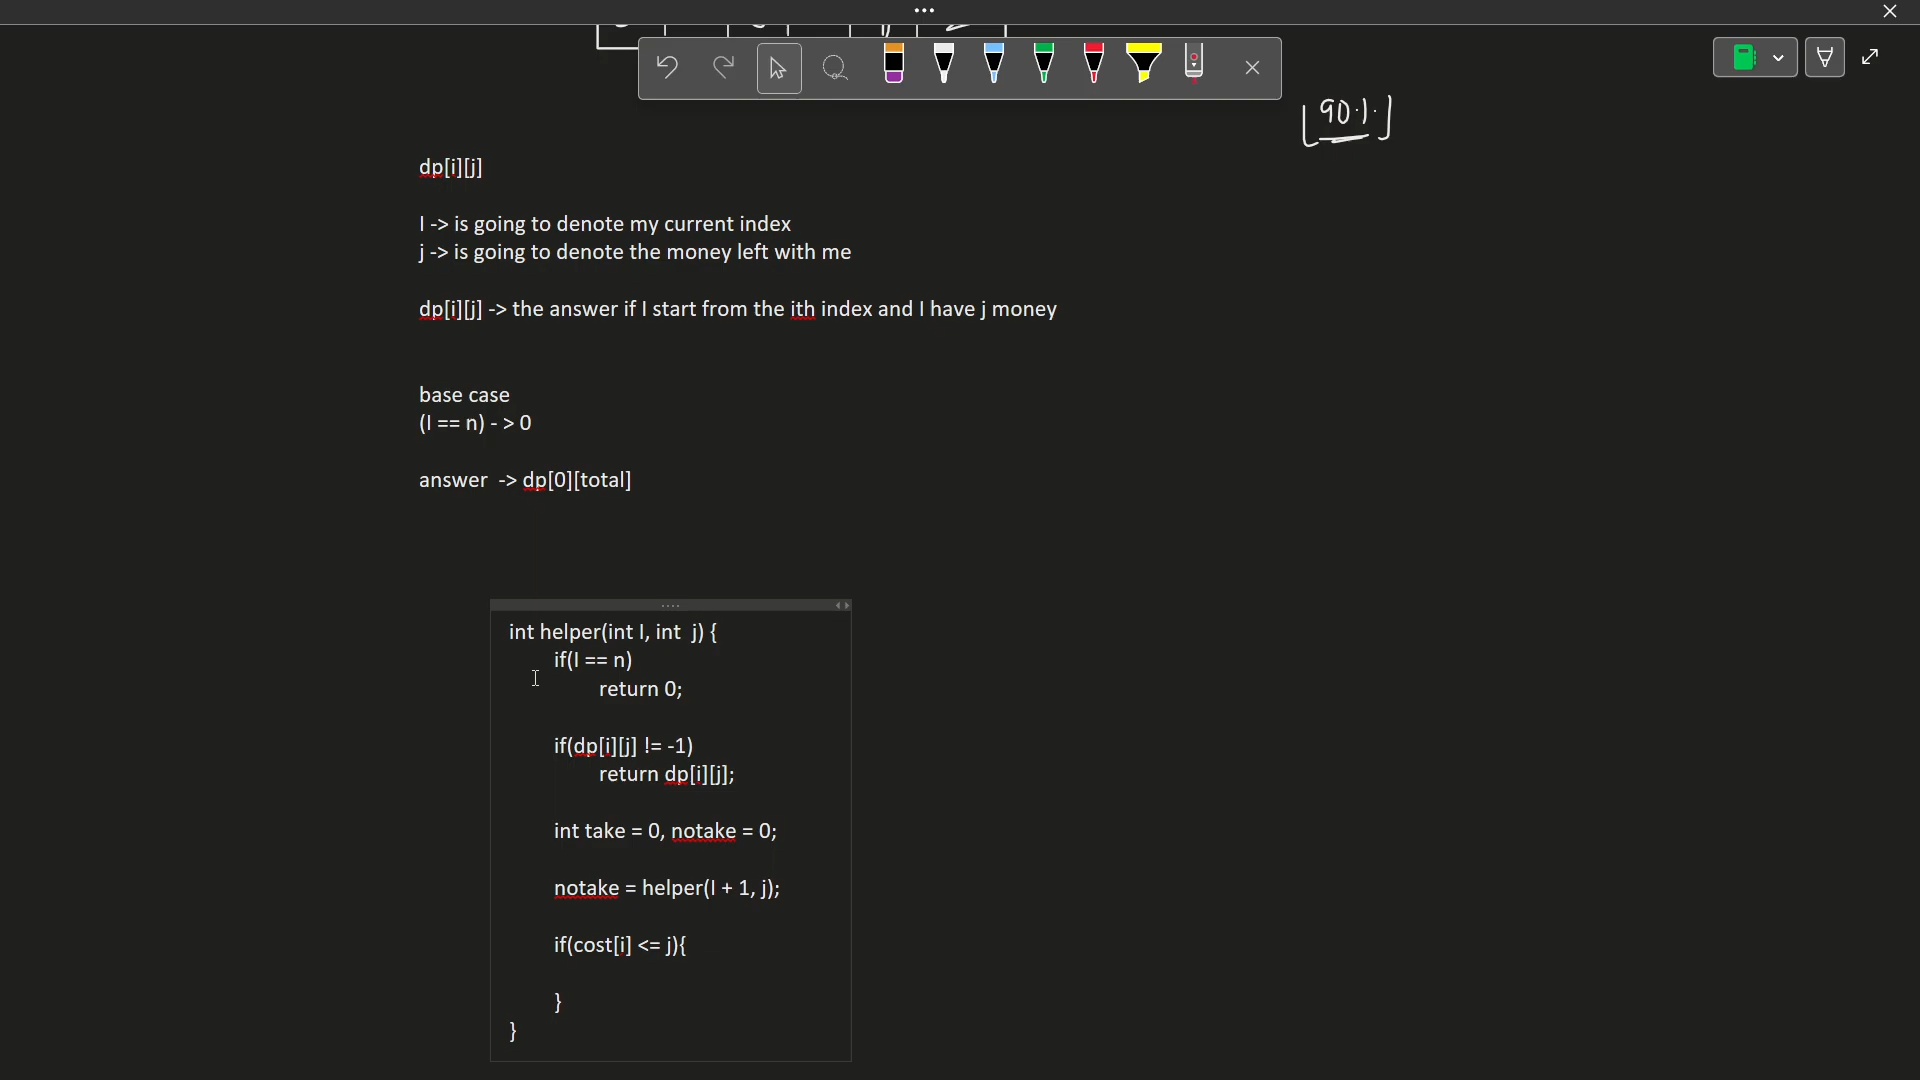 [90%]
dp[i][j]
I -> is going to denote my current index
j -> is going to denote the money left with me
dp[i][j] -> the answer if I start from the ith index and I have j money
base case
(I == n) - > 0
answer -> dp[0][total]
int helper(int I, int j) {
if(I == n)
return 0;
if(dp[i][j] != -1)
return dp[i][j];
int take = 0, notake = 0;
notake = helper(I + 1, j);
if(cost[i] <= j){
}
}